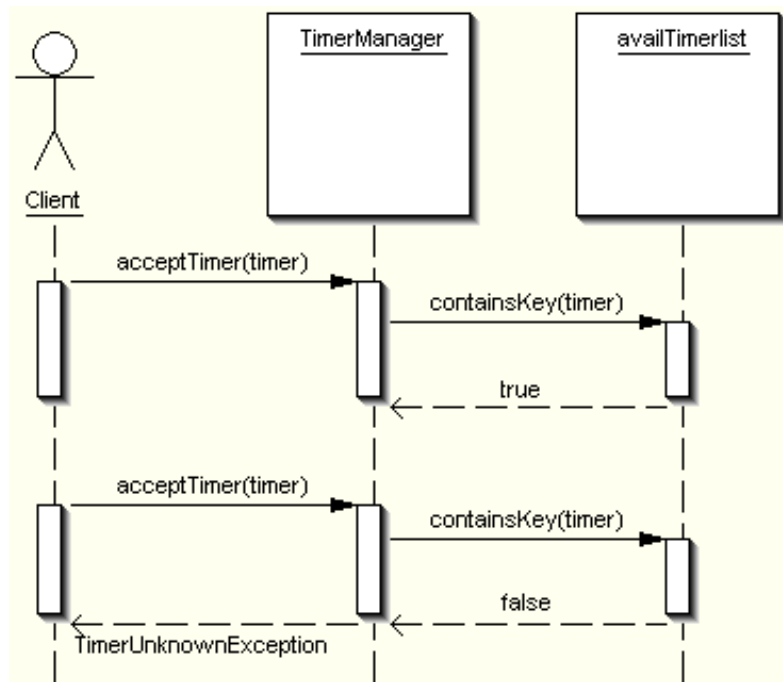 TimerManager
availTimerlist
Client
acceptTimer(timer)
containsKey(timer)
true
acceptTimer(timer)
containsKey(timer)
false
TimerUnknownException